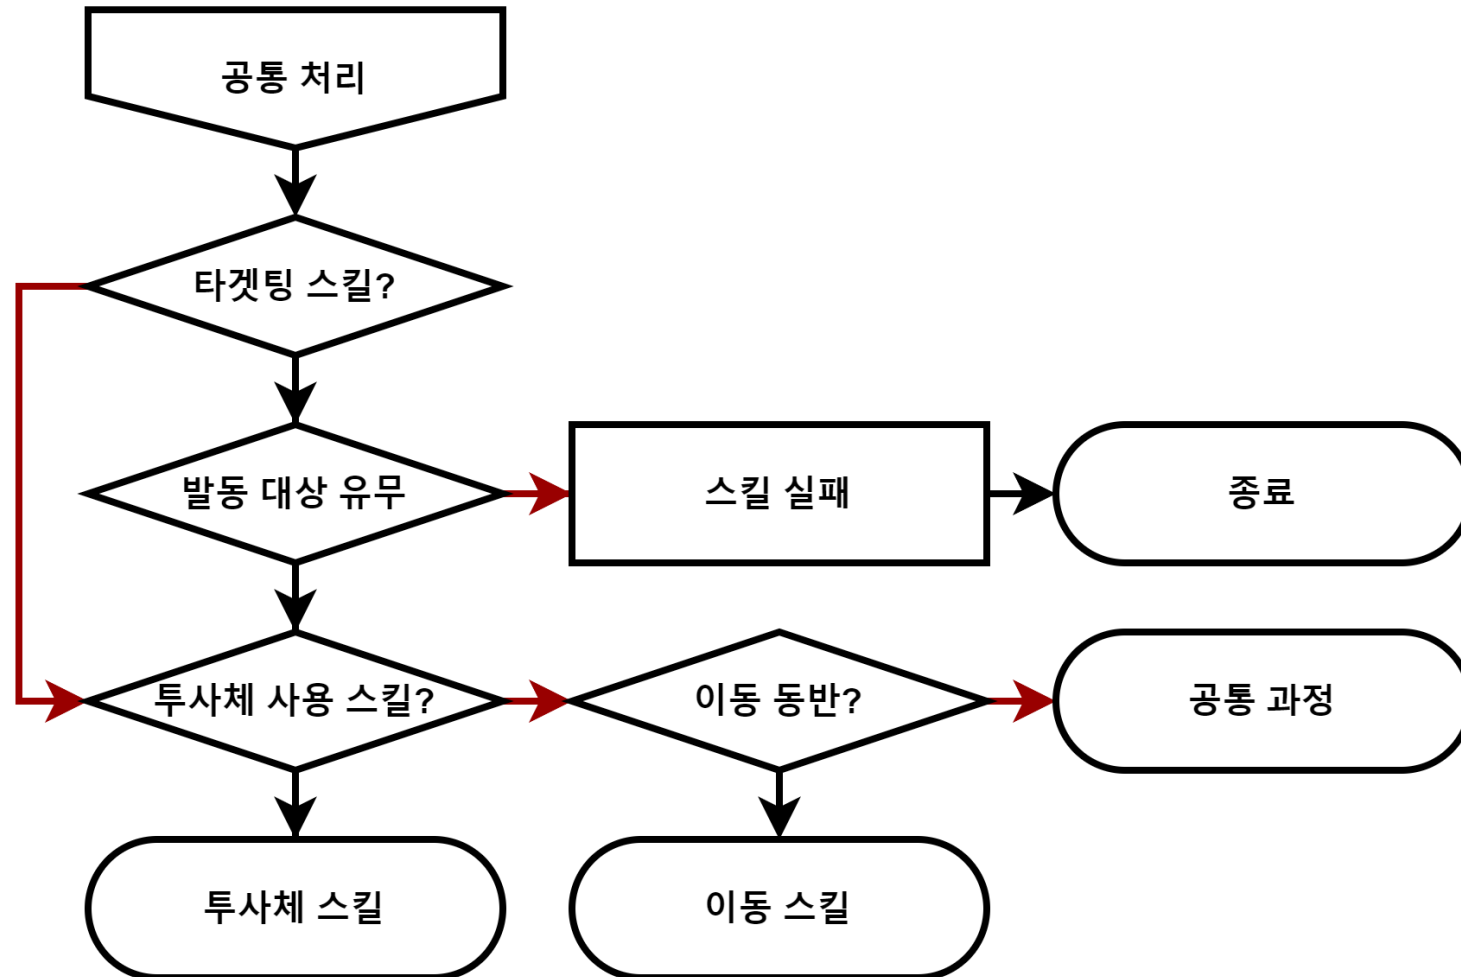 공통 처리
타겟팅 스킬?
발동 대상 유무
스킬 실패
종료
투사체 사용 스킬?
이동 동반?
공통 과정
투사체 스킬
이동 스킬